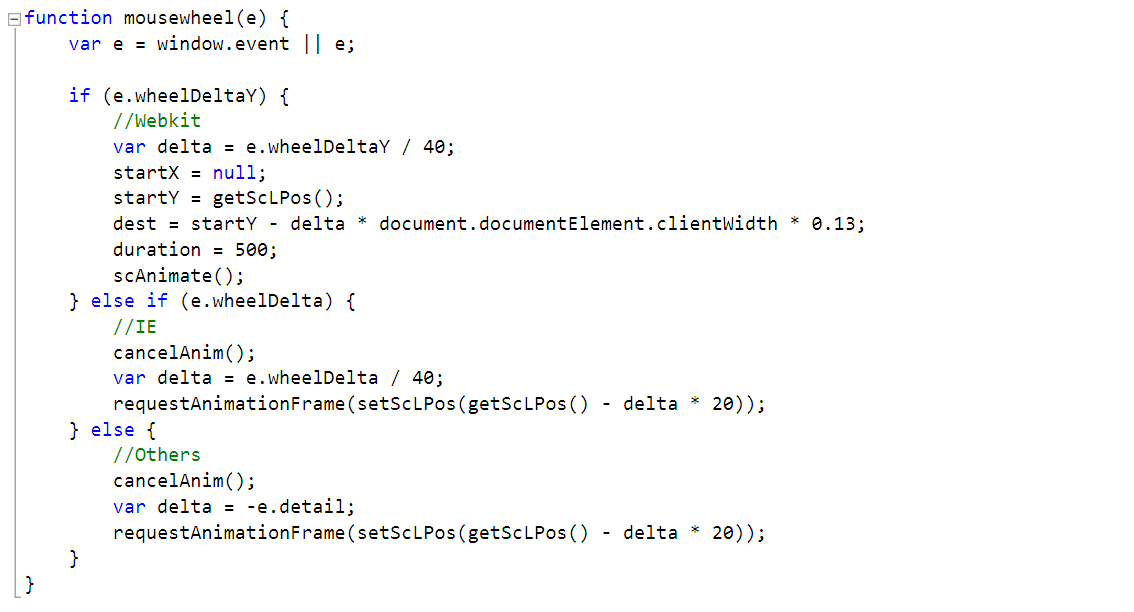 function mousewheel(e) {
    var e = window.event || e;

    if (e.wheelDeltaY) {
        //Webkit
        var delta = e.wheelDeltaY / 40;
        startX = null;
        startY = getScLPos();
        dest = startY - delta * document.documentElement.clientWidth * 0.13;
        duration = 500;
        scAnimate();
    } else if (e.wheelDelta) {
        //IE
        cancelAnim();
        var delta = e.wheelDelta / 40;
        requestAnimationFrame(setScLPos(getScLPos() - delta * 20));
    } else {
        //Others
        cancelAnim();
        var delta = -e.detail;
        requestAnimationFrame(setScLPos(getScLPos() - delta * 20));
    }
}